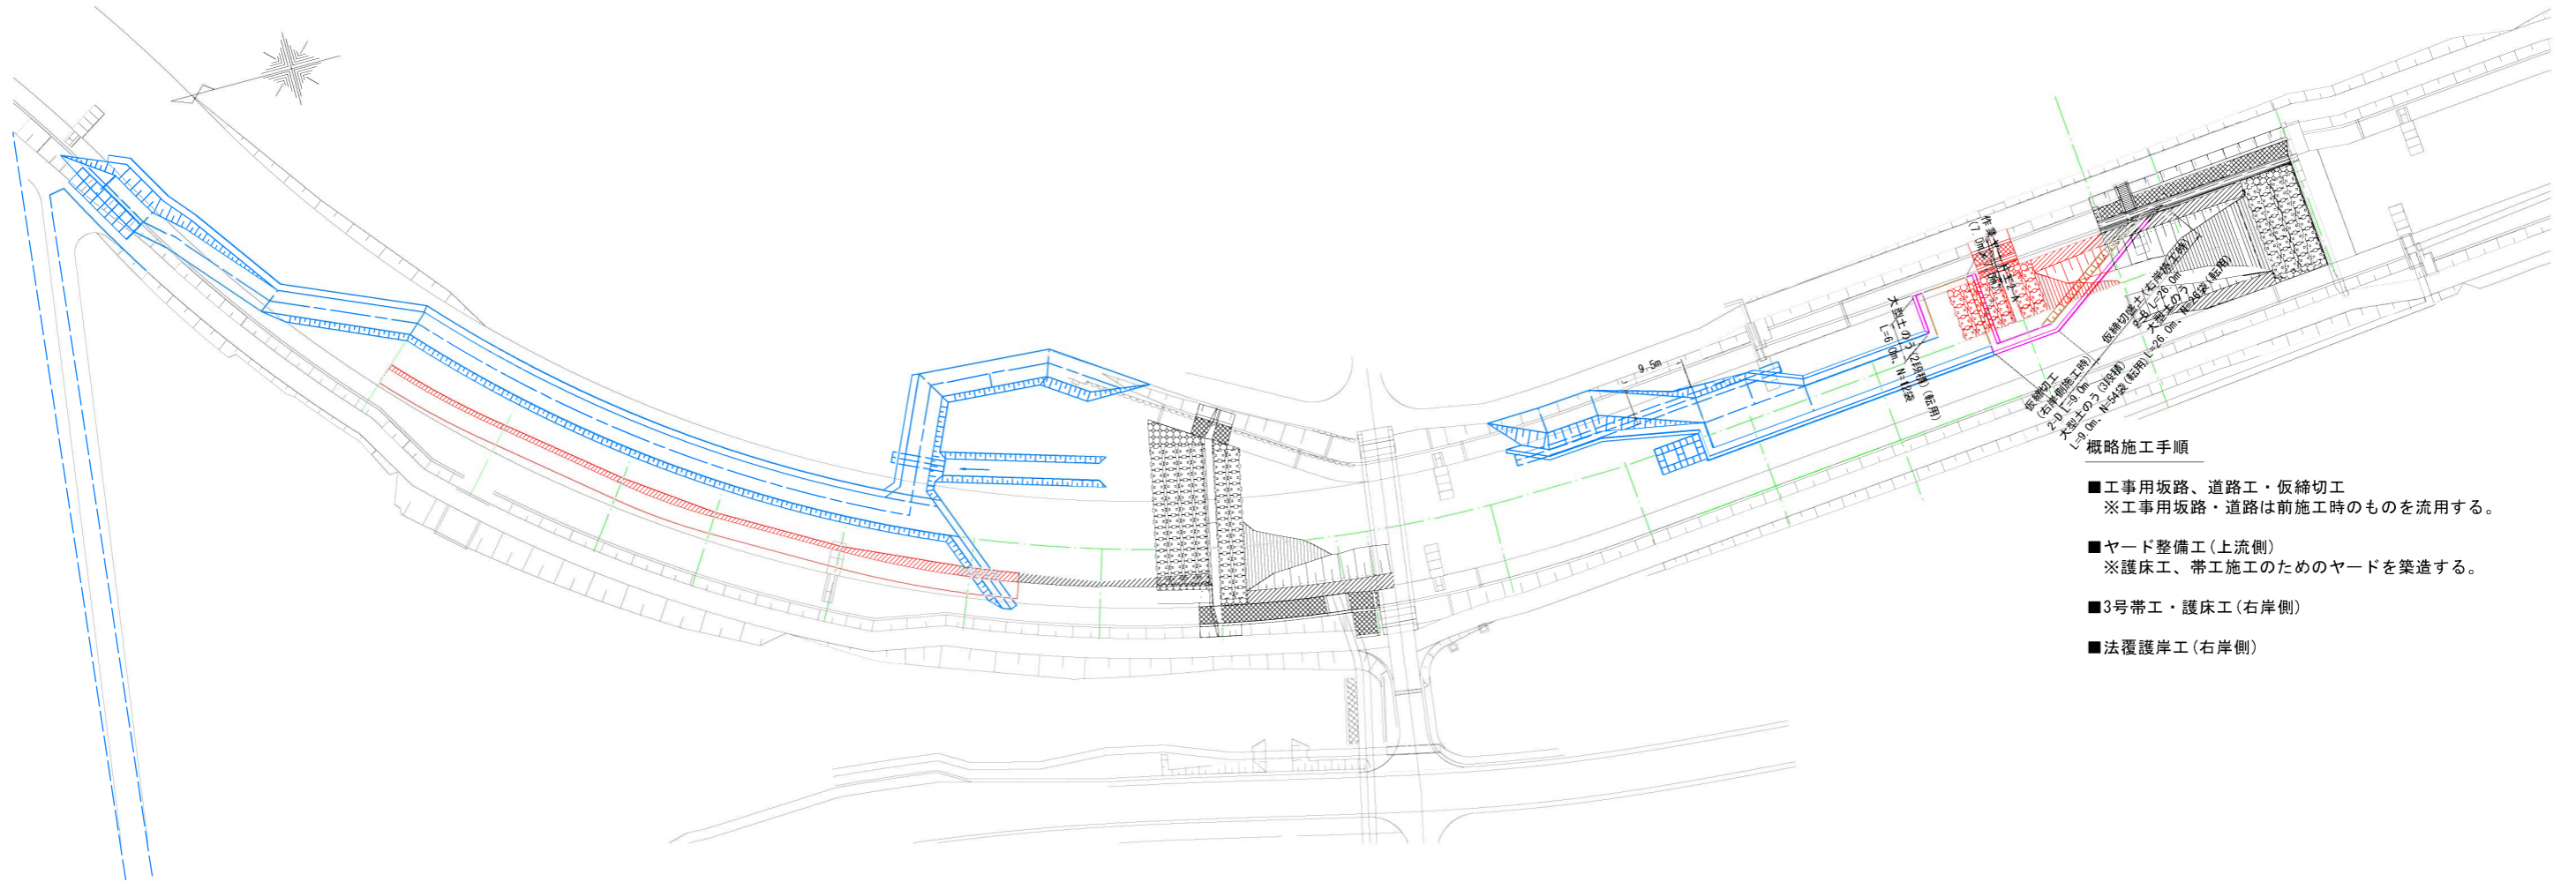 9.5m
大型土のう(2段積)(転用)
L=6.0m、N=12袋
仮締切盛土(右岸施工時)
2-B L=26.0m
仮締切工
(右岸側施工時)
2-D L=9.0m
大型土のう(3段積)
L=9.0m、N=54袋(転用)
概略施工手順
■工事用坂路、道路工・仮締切工
※工事用坂路・道路は前施工時のものを流用する。
■ヤード整備工(上流側)
※護床工、帯工施工のためのヤードを築造する。
■3号帯工・護床工(右岸側)
■法覆護岸工(右岸側)